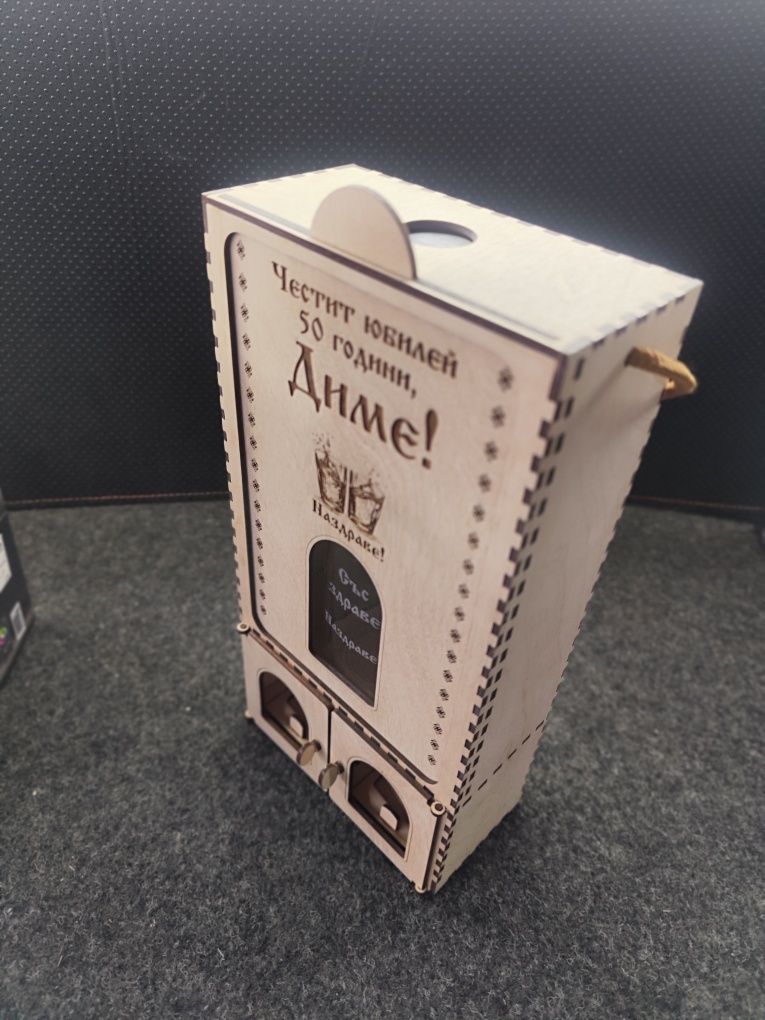 Честит юбилей
50 години,
Диме!
Наздраве!
Със
здраве
Наздраве